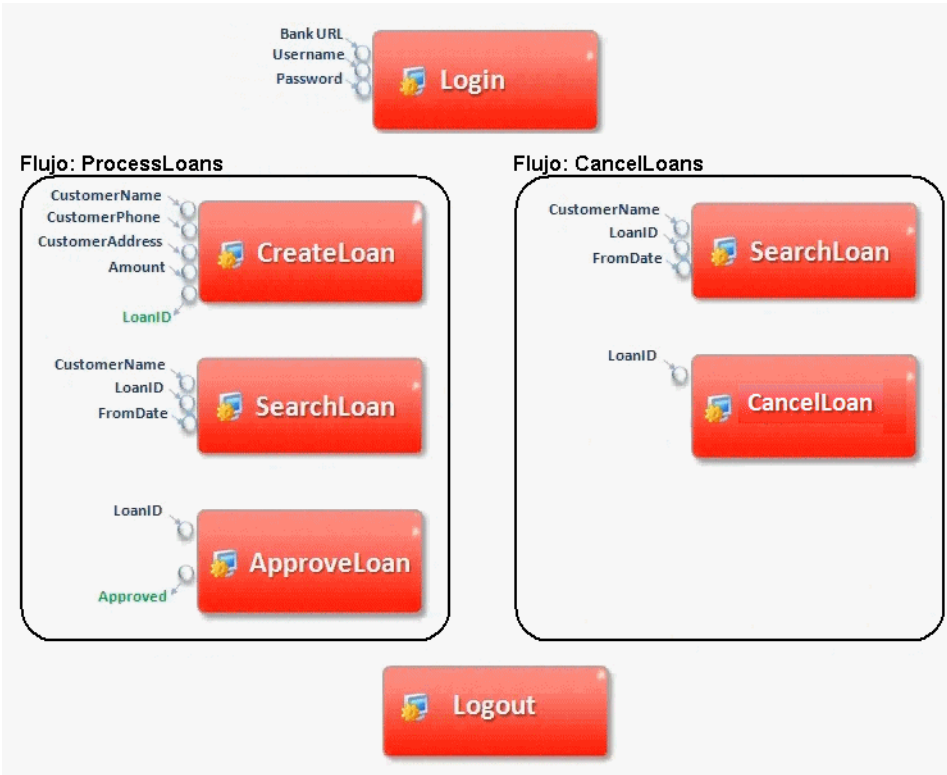 Bank URL
Username
Password
Login
Flujo: ProcessLoans
CustomerName
CustomerPhone
CustomerAddress
Amount
LoanID
CreateLoan
CustomerName
LoanID
FromDate
SearchLoan
LoanID
Approved
ApproveLoan
Flujo: CancelLoans
CustomerName
LoanID
FromDate
SearchLoan
LoanID
CancelLoan
Logout